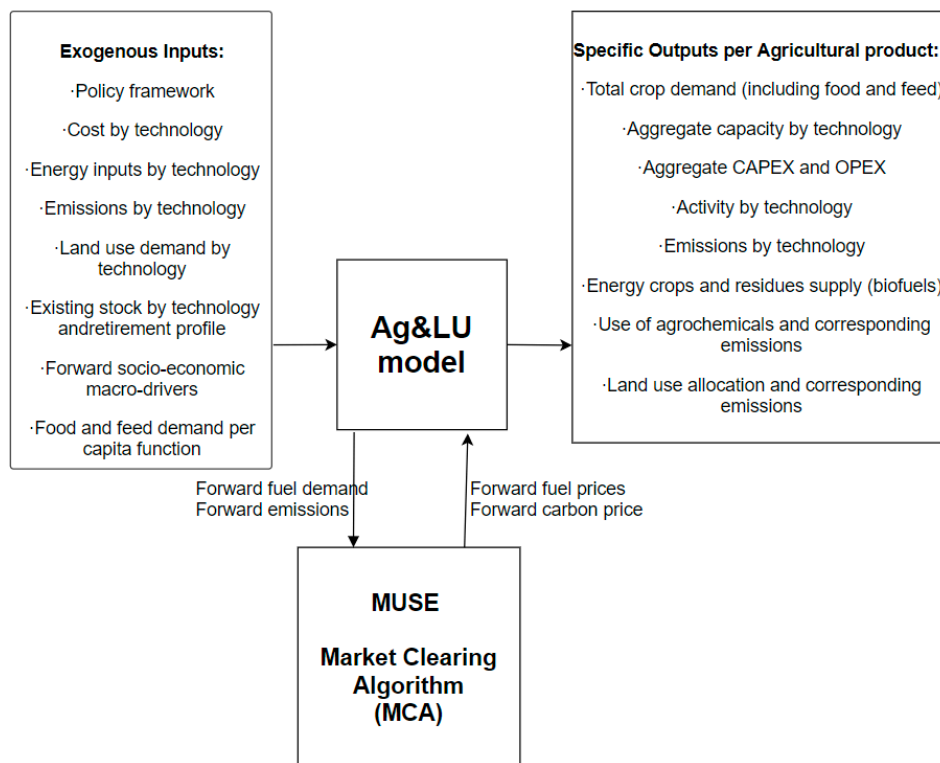 Exogenous Inputs:
·Policy framework
·Cost by technology
·Energy inputs by technology
·Emissions by technology
·Land use demand by
technology
·Existing stock by technology
andretirement profile
·Forward socio-economic
macro-drivers
·Food and feed demand per
capita function
Ag&LU
model
Specific Outputs per Agricultural product:
·Total crop demand (including food and feed)
·Aggregate capacity by technology
·Aggregate CAPEX and OPEX
·Activity by technology
·Emissions by technology
·Energy crops and residues supply (biofuels)
·Use of agrochemicals and corresponding
emissions
·Land use allocation and corresponding
emissions
Forward fuel demand
Forward emissions
Forward fuel prices
Forward carbon price
MUSE
Market Clearing
Algorithm
(MCA)